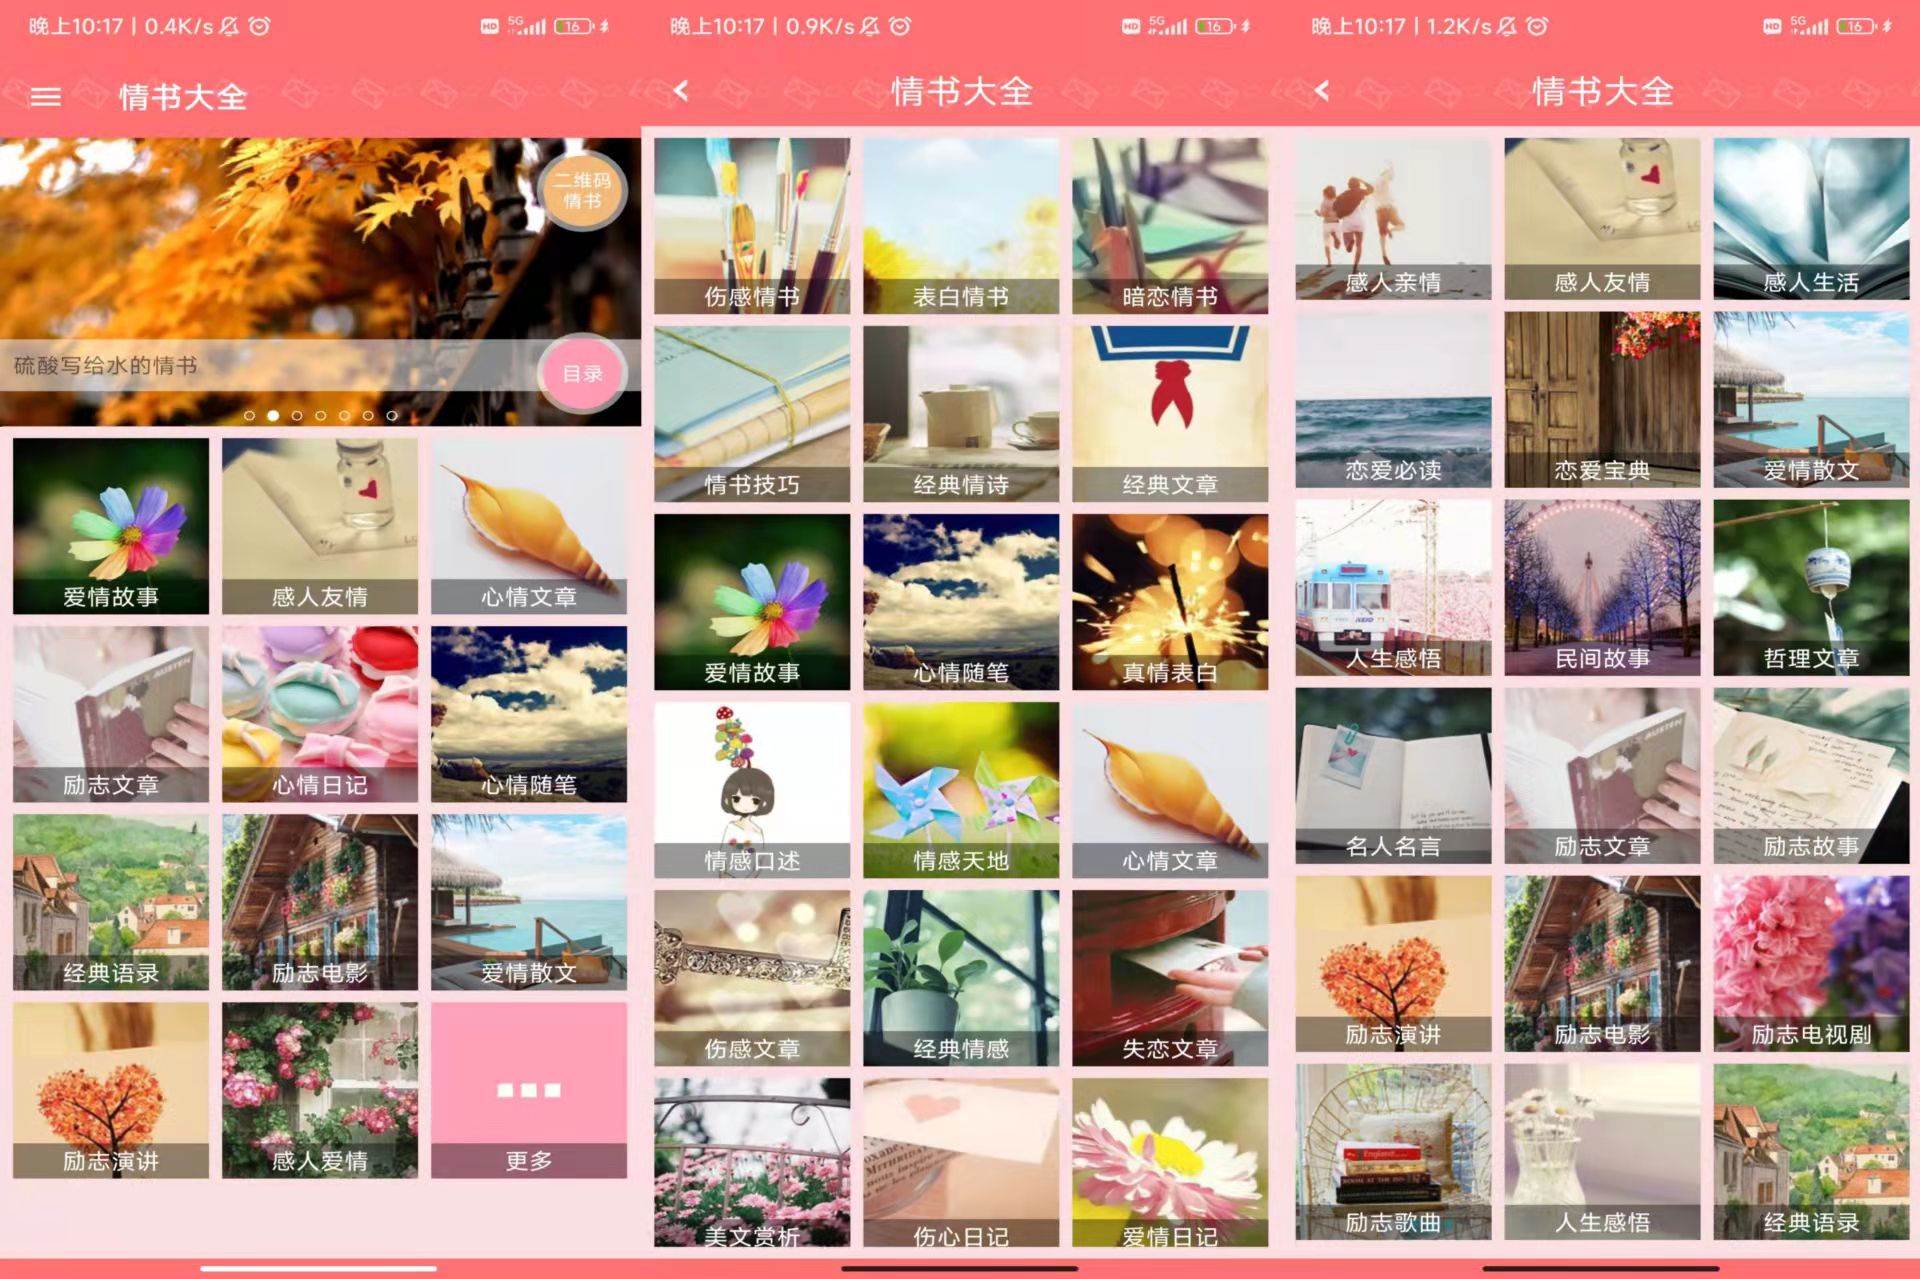 晚上10:17 | 0.4K/s
HD 5G 16
情书大全
二维码
情书
硫酸写给水的情书
目录
爱情故事
感人友情
心情文章
励志文章
心情日记
心情随笔
经典语录
励志电影
爱情散文
励志演讲
感人爱情
更多
晚上10:17 | 0.9K/s
HD 5G 16
情书大全
伤感情书
表白情书
暗恋情书
情书技巧
经典情诗
经典文章
爱情故事
心情随笔
真情表白
情感口述
情感天地
心情文章
伤感文章
经典情感
失恋文章
美文赏析
伤心日记
爱情日记
晚上10:17 | 1.2K/s
HD 5G 16
情书大全
感人亲情
感人友情
感人生活
恋爱必读
恋爱宝典
爱情散文
人生感悟
民间故事
哲理文章
名人名言
励志文章
励志故事
励志演讲
励志电影
励志电视剧
励志歌曲
人生感悟
经典语录